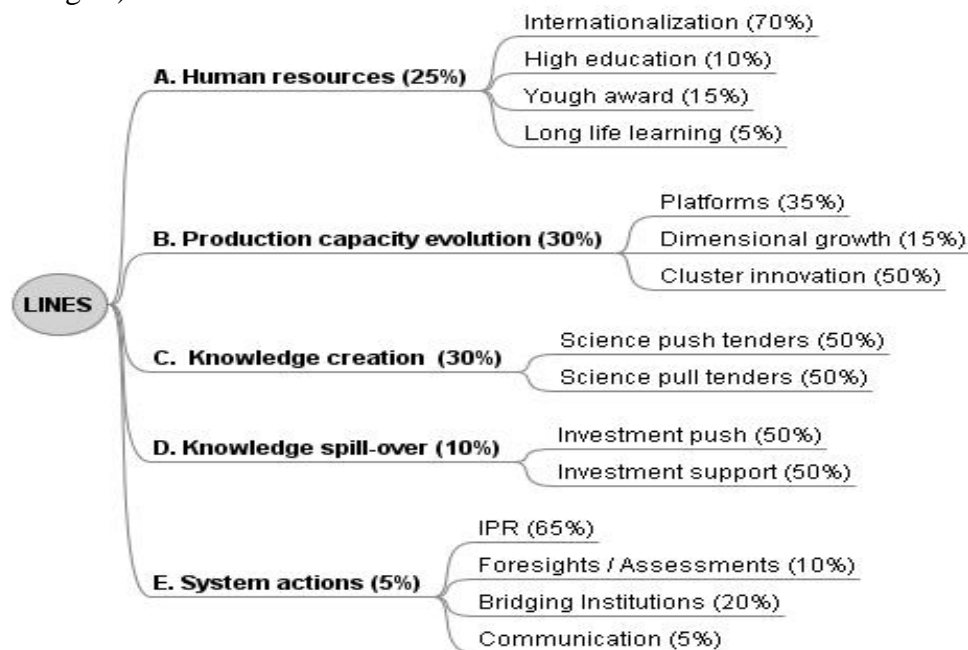 Internationalization (70%)
High education (10%)
A. Human resources (25%)
Yough award (15%)
Long life learning (5%)
Platforms (35%)
B. Production capacity evolution (30%)
Dimensional growth (15%)
Cluster innovation (50%)
LINES
Science push tenders (50%)
C. Knowledge creation (30%)
Science pull tenders (50%)
Investment push (50%)
D. Knowledge spill-over (10%)
Investment support (50%)
IPR (65%)
Foresights / Assessments (10%)
E. System actions (5%)
Bridging Institutions (20%)
Communication (5%)